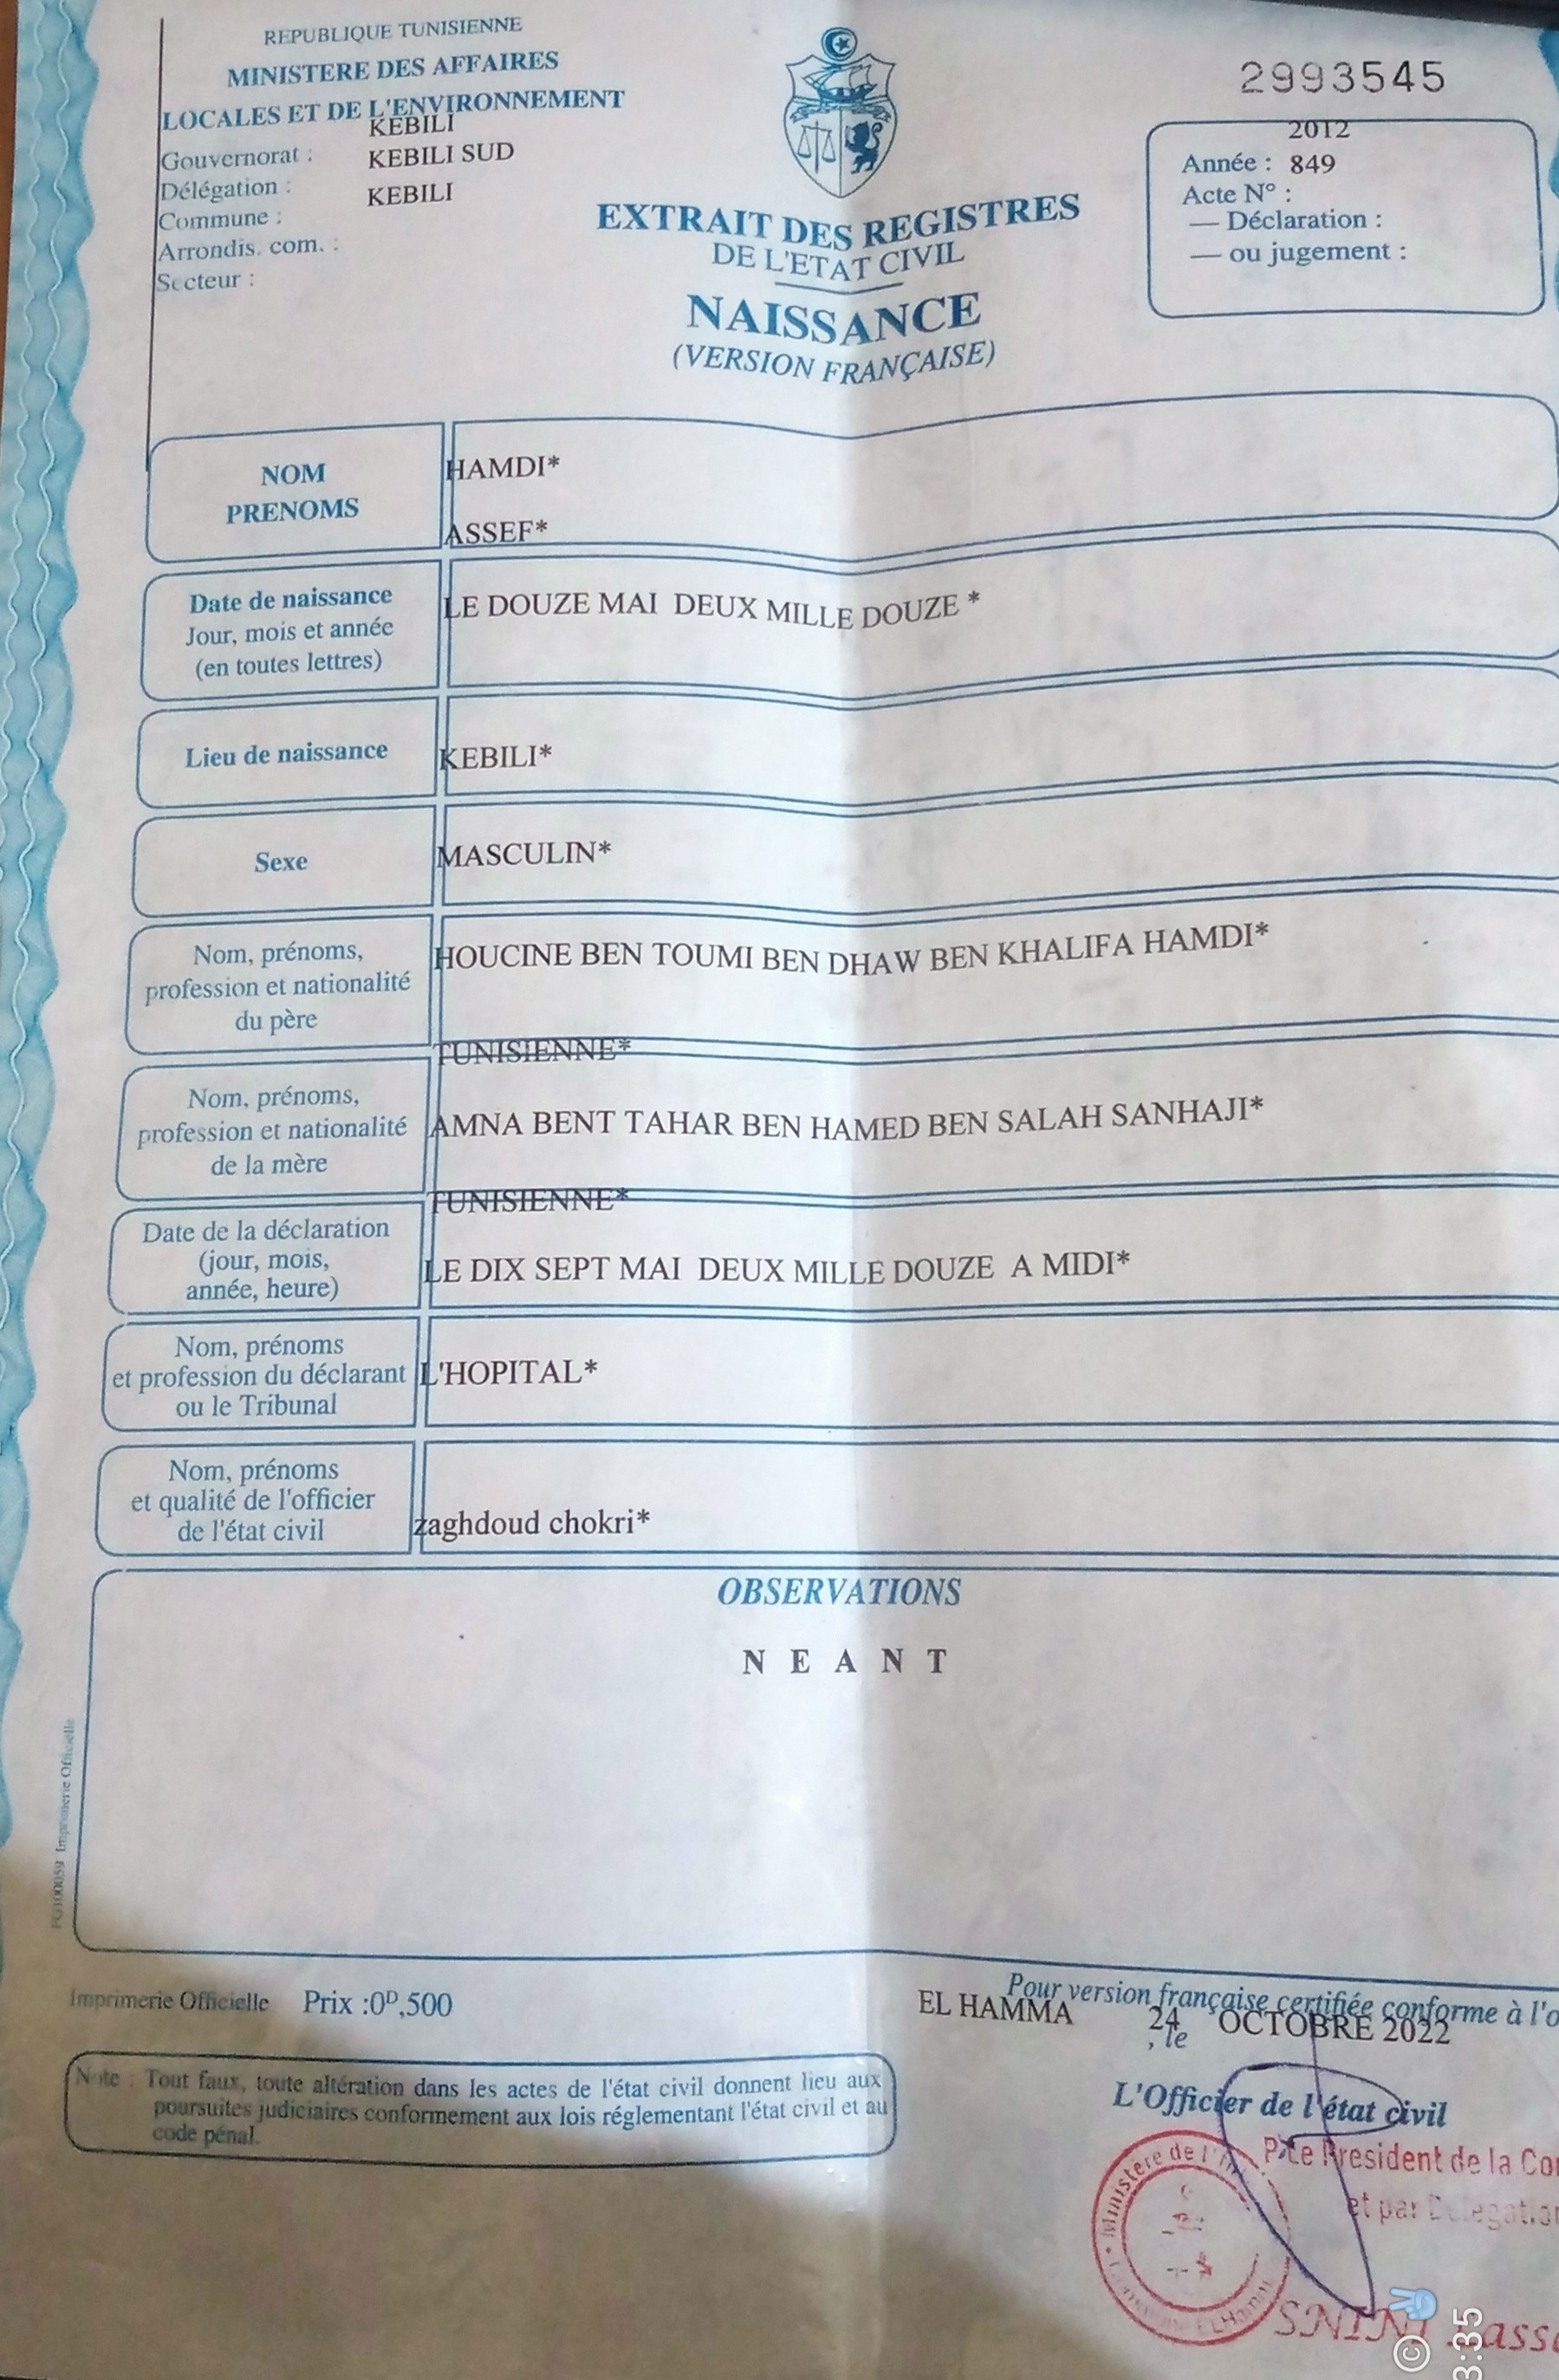 REPUBLIQUE TUNISIENNE
MINISTERE DES AFFAIRES
LOCALES ET DE L'ENVIRONNEMENT
KEBILI
Gouvernorat :
KEBILI SUD
Délégation :
KEBILI
Commune :
Arrondis. com. :
Secteur :
EXTRAIT DES REGISTRES
DE L'ETAT CIVIL
NAISSANCE
(VERSION FRANÇAISE)
2993545
2012
Année : 849
Acte N° :
— Déclaration :
— ou jugement :
NOM
PRENOMS
HAMDI*
ASSEF*
Date de naissance
Jour, mois et année
(en toutes lettres)
LE DOUZE MAI DEUX MILLE DOUZE *
Lieu de naissance
KEBILI*
Sexe
MASCULIN*
Nom, prénoms,
profession et nationalité
du père
HOUCINE BEN TOUMI BEN DHAW BEN KHALIFA HAMDI*
TUNISIENNE*
Nom, prénoms,
profession et nationalité
de la mère
AMNA BENT TAHAR BEN HAMED BEN SALAH SANHAJI*
TUNISIENNE*
Date de la déclaration
(jour, mois,
année, heure)
LE DIX SEPT MAI DEUX MILLE DOUZE A MIDI*
Nom, prénoms
et profession du déclarant
ou le Tribunal
L'HOPITAL*
Nom, prénoms
et qualité de l'officier
de l'état civil
zaghdoud chokri*
OBSERVATIONS
N E A N T
Imprimerie Officielle
Imprimerie Officielle Prix :0ᴰ,500
Pour version française certifiée conforme à l'o
EL HAMMA 24 OCTOBRE 2022
, le
Note : Tout faux, toute altération dans les actes de l'état civil donnent lieu aux
poursuites judiciaires conformement aux lois réglementant l'état civil et au
code pénal.
L'Officier de l'état civil
P/Le President de la Co
et par Délégatio
Ministère de l'
SNINI Lass
3:35